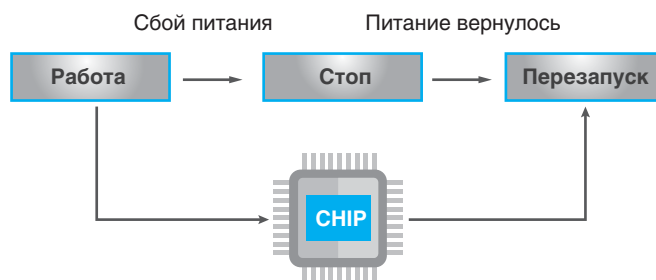 Сбой питания
Питание вернулось
Работа
Стоп
Перезапуск
CHIP